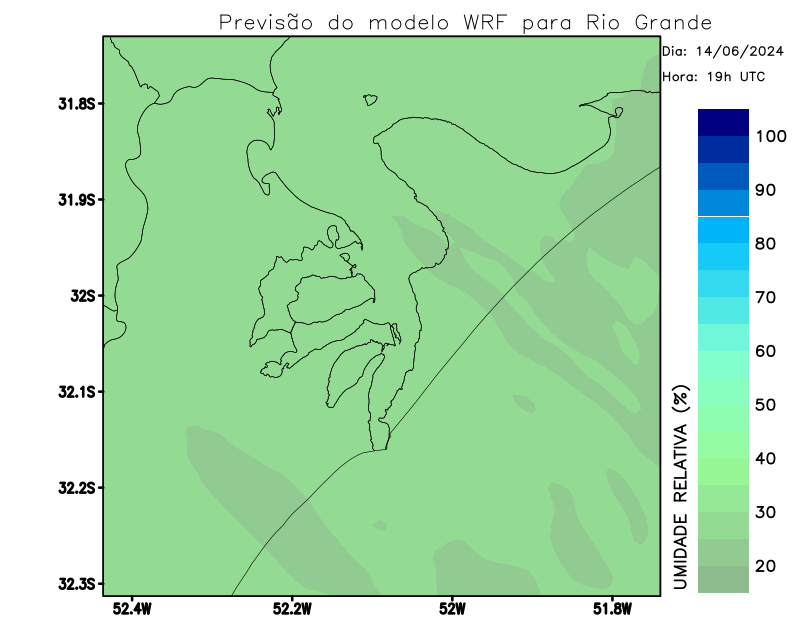 Previsão do modelo WRF para Rio Grande
Dia: 14/06/2024
Hora: 19h UTC
31.8S
31.9S
32S
32.1S
32.2S
32.3S
52.4W
52.2W
52W
51.8W
100
90
80
70
60
50
40
30
20
UMIDADE RELATIVA (%)